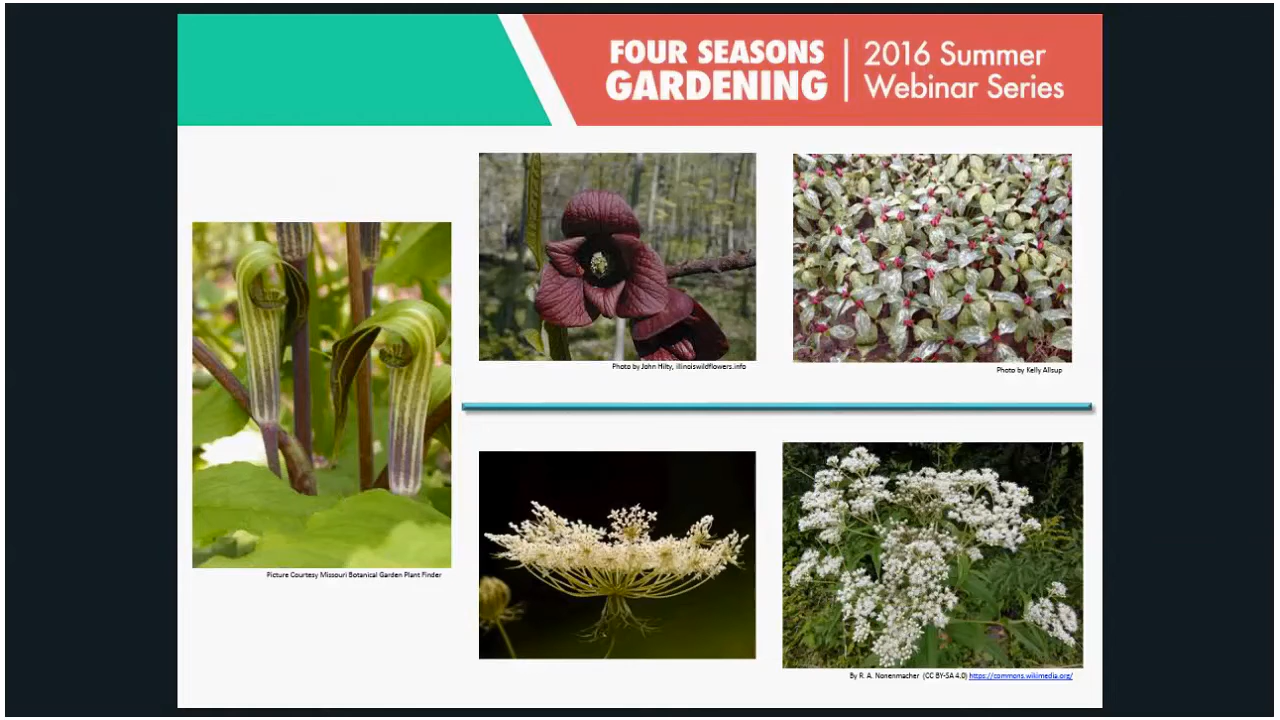 FOUR SEASONS
GARDENING
2016 Summer
Webinar Series
Photo by John Hilty, illinoiswildflowers.info
Photo by Kelly Allsup
Picture Courtesy Missouri Botanical Garden Plant Finder
By R. A. Nonenmacher (CC BY-SA 4.0) https://commons.wikimedia.org/